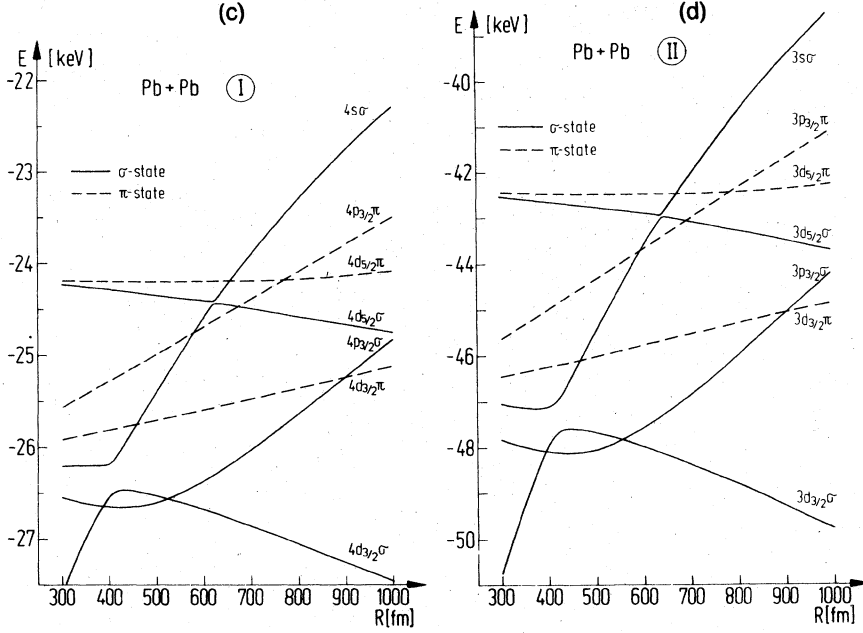 (c)
E [keV]
Pb + Pb I
4sσ
σ-state
π-state
4p3/2π
4d5/2π
4d5/2σ
4p3/2σ
4d3/2π
4d3/2σ
-22
-23
-24
-25
-26
-27
300 400 500 600 700 800 900 1000
R[fm]
(d)
E [keV]
Pb + Pb II
3sσ
σ-state
π-state
3p3/2π
3d5/2π
3d5/2σ
3p3/2σ
3d3/2π
3d3/2σ
-40
-42
-44
-46
-48
-50
300 400 500 600 700 800 900 1000
R[fm]